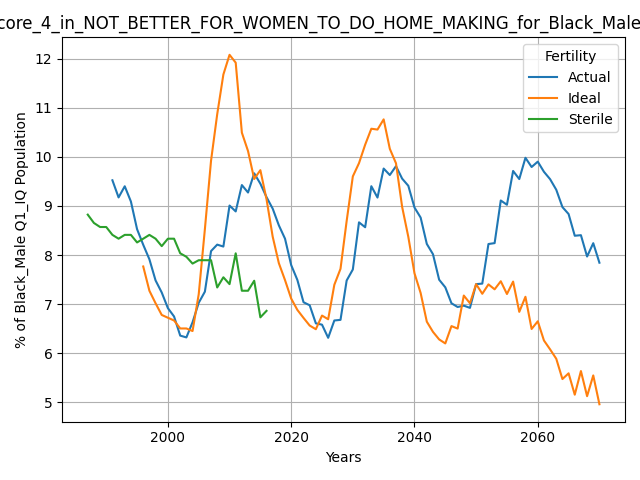 core_4_in_NOT_BETTER_FOR_WOMEN_TO_DO_HOME_MAKING_for_Black_Male
Fertility
Actual
Ideal
Sterile
% of Black_Male Q1_IQ Population
12
11
10
9
8
7
6
5
2000 2020 2040 2060
Years